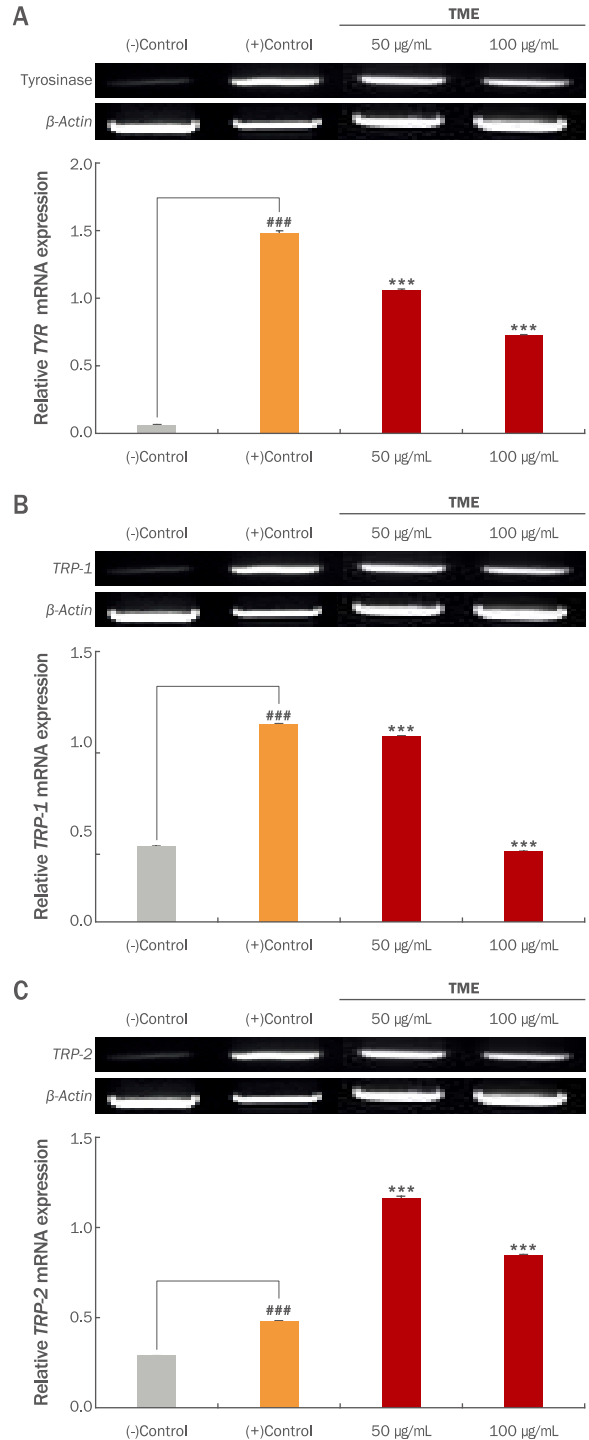 A
TME
(-)Control (+)Control 50 µg/mL 100 µg/mL
Tyrosinase
β-Actin
Relative TYR mRNA expression
2.0
1.5
1.0
0.5
0.0
###
***
***
(-)Control (+)Control 50 µg/mL 100 µg/mL
B
TME
(-)Control (+)Control 50 µg/mL 100 µg/mL
TRP-1
β-Actin
Relative TRP-1 mRNA expression
1.5
1.0
0.5
0.0
###
***
***
(-)Control (+)Control 50 µg/mL 100 µg/mL
C
TME
(-)Control (+)Control 50 µg/mL 100 µg/mL
TRP-2
β-Actin
Relative TRP-2 mRNA expression
1.5
1.0
0.5
0.0
###
***
***
(-)Control (+)Control 50 µg/mL 100 µg/mL